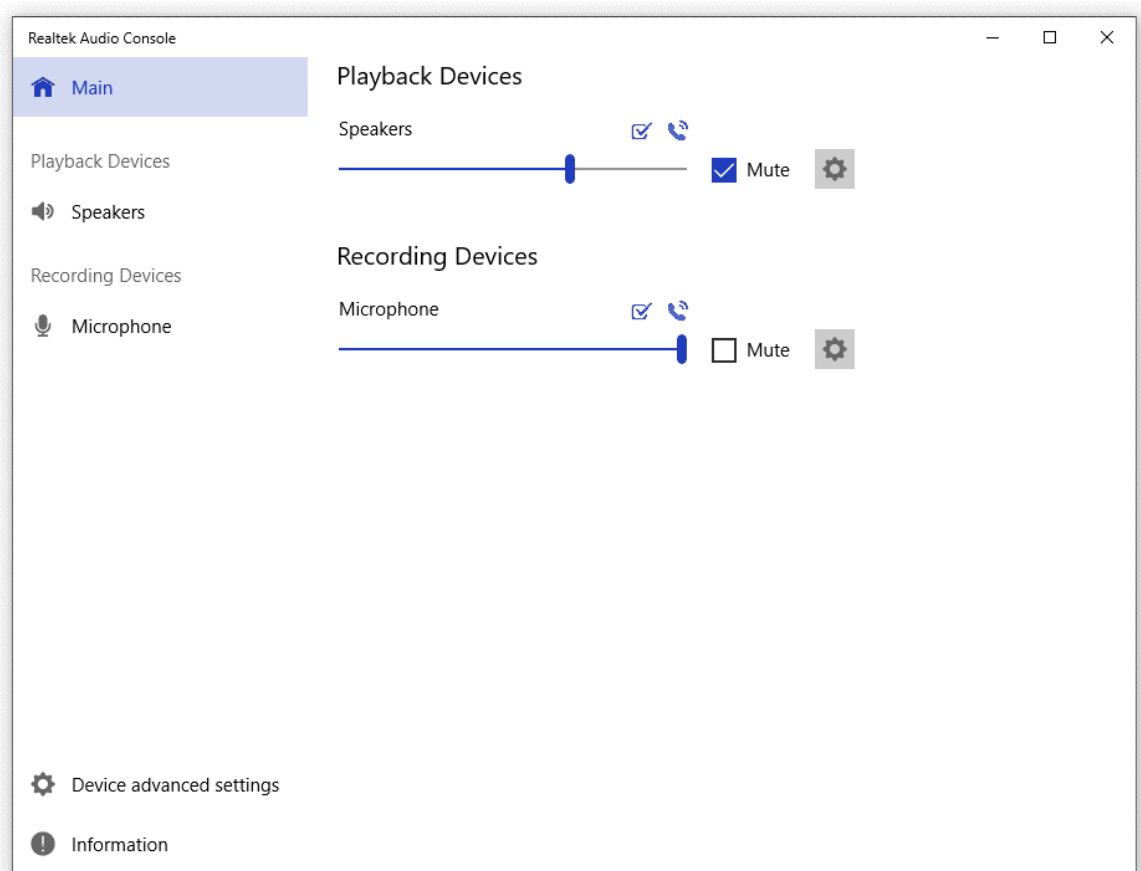 Realtek Audio Console
Main
Playback Devices
Speakers
Recording Devices
Microphone
Device advanced settings
Information
Playback Devices
Speakers
Mute
Recording Devices
Microphone
Mute